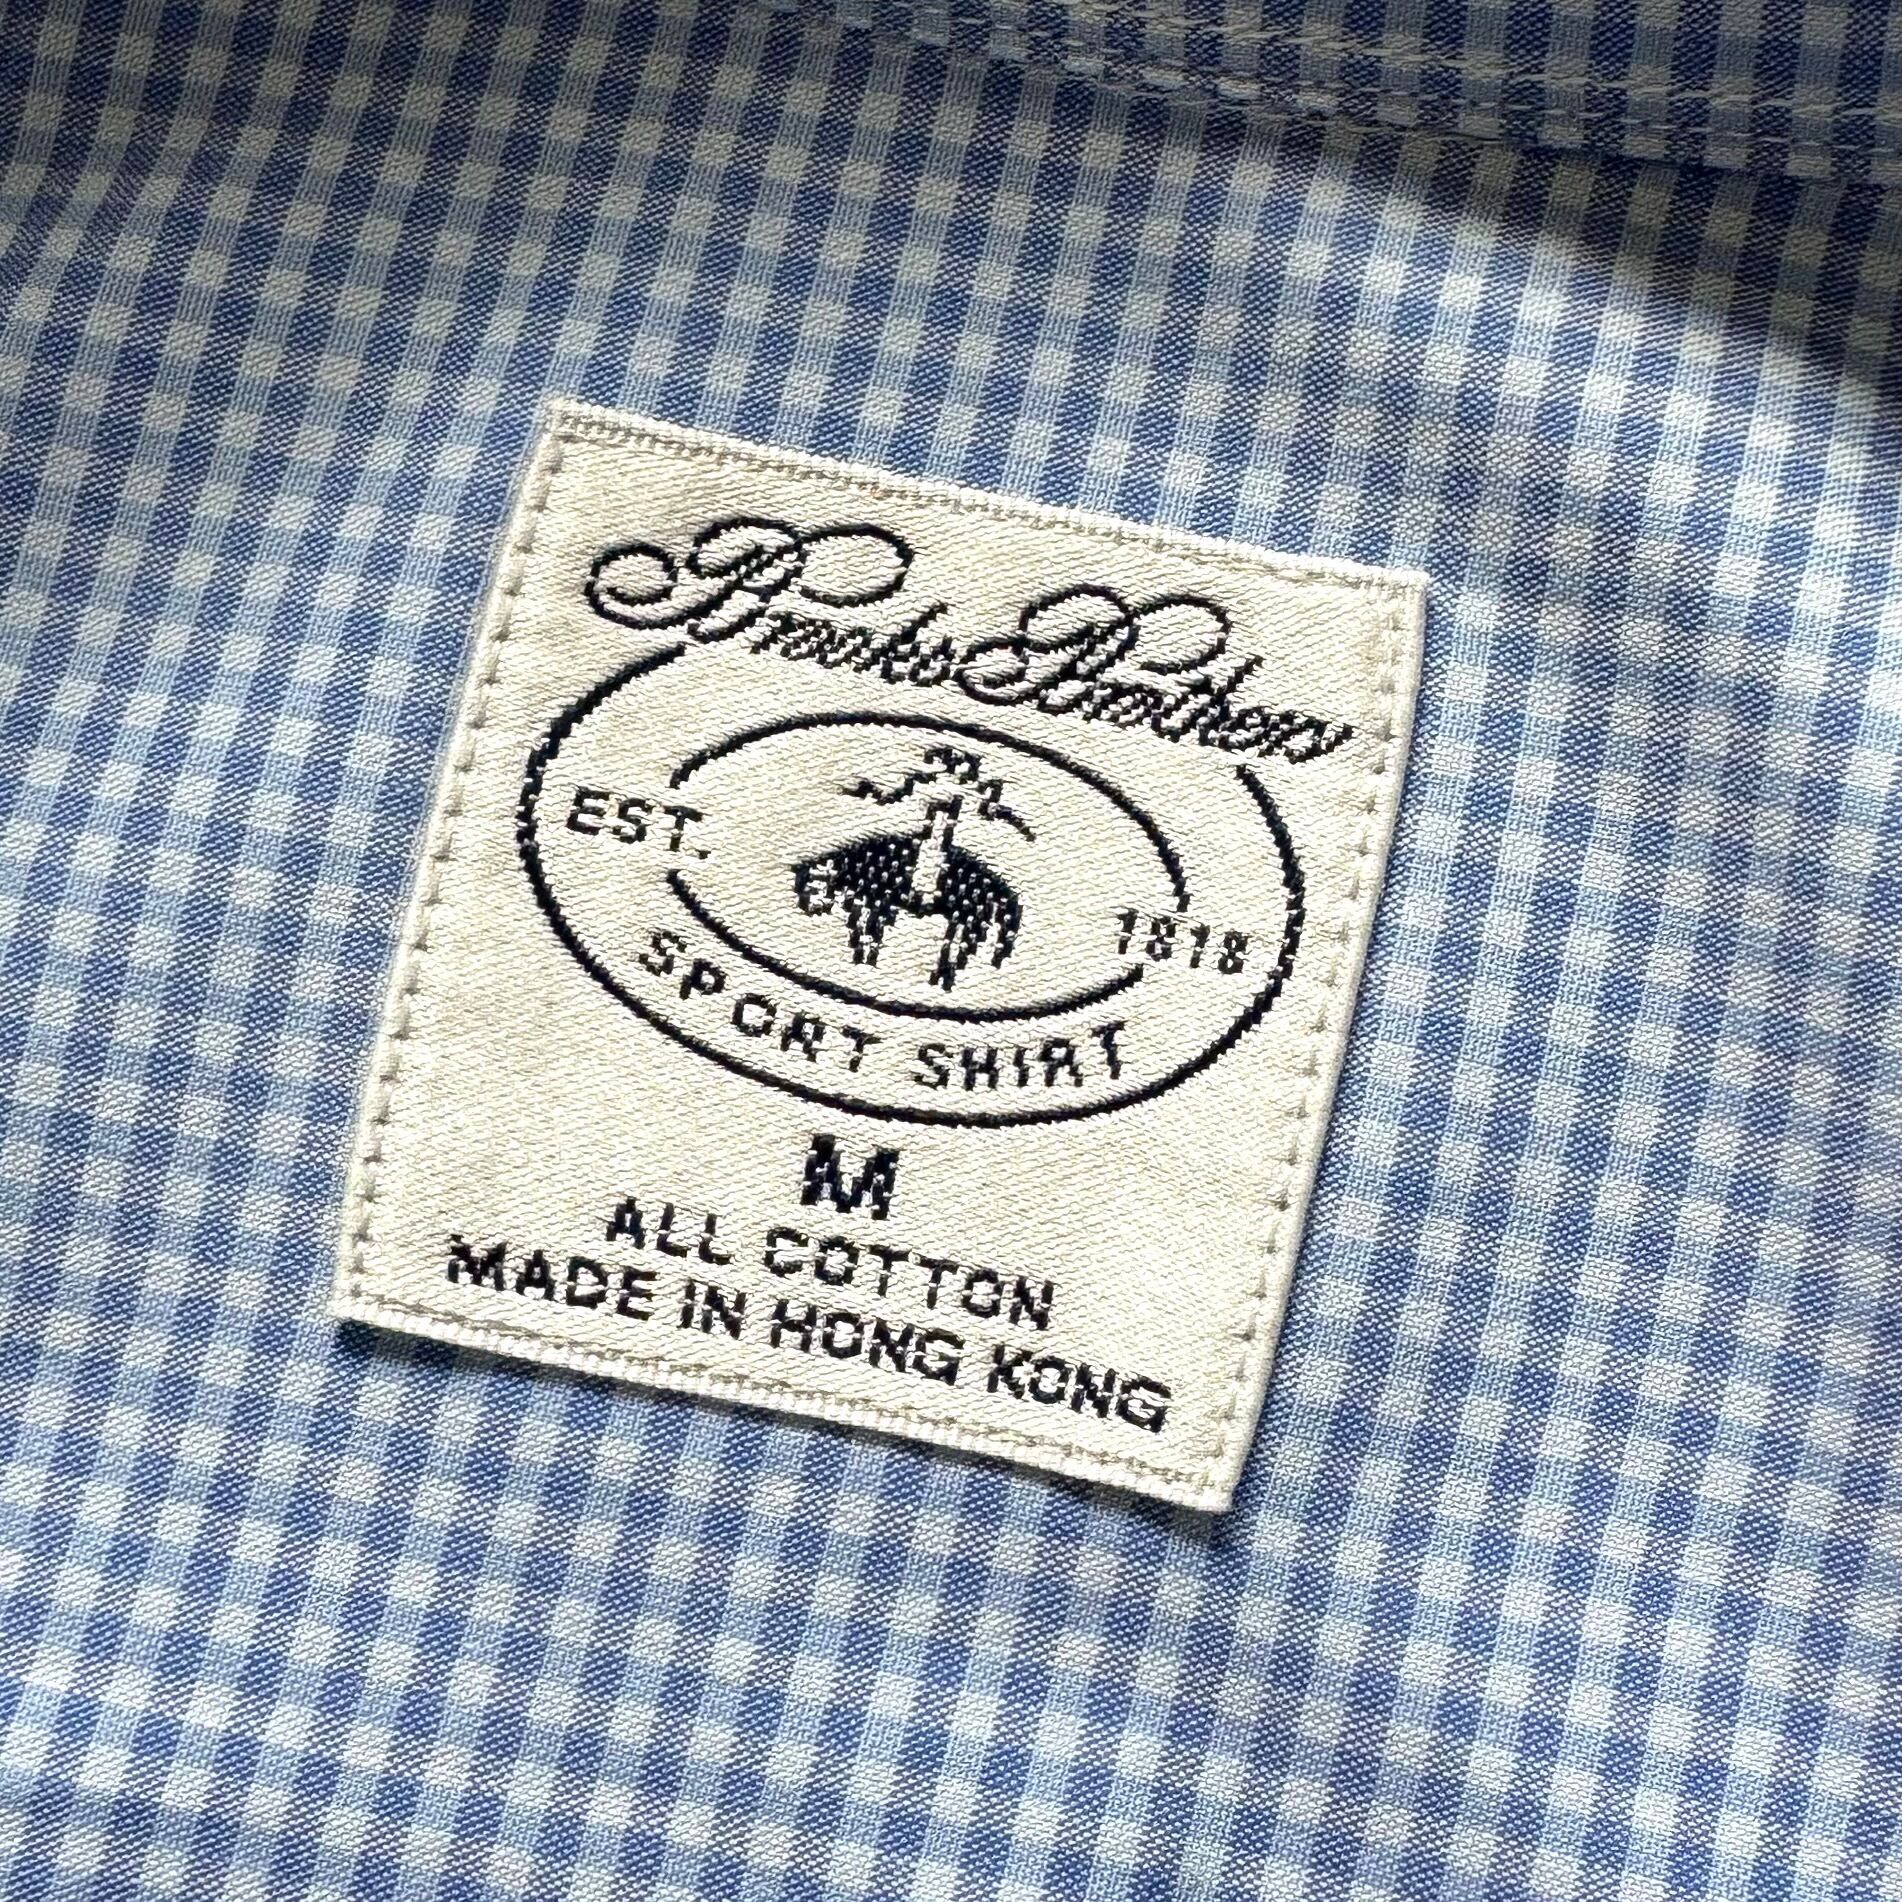 Brooks Brothers
EST. 1818
SPORT SHIRT
M
ALL COTTON
MADE IN HONG KONG